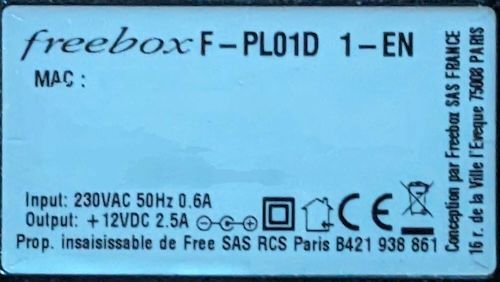 freebox F-PL01D 1-EN
MAC :
Input: 230VAC 50Hz 0.6A
Output: +12VDC 2.5A
Prop. insaisissable de Free SAS RCS Paris B421 938 861
Conception par Freebox SAS FRANCE
16 r. de la Ville l'Eveque 75008 PARIS